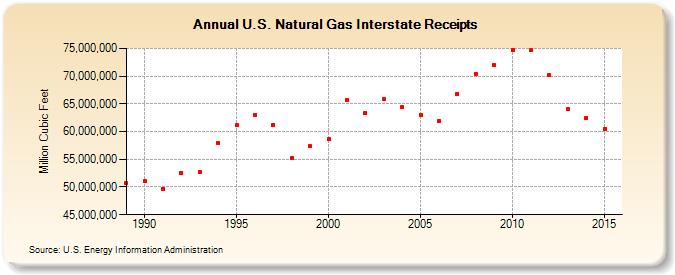 Annual U.S. Natural Gas Interstate Receipts
Million Cubic Feet
75,000,000
70,000,000
65,000,000
60,000,000
55,000,000
50,000,000
45,000,000
1990 1995 2000 2005 2010 2015
Source: U.S. Energy Information Administration